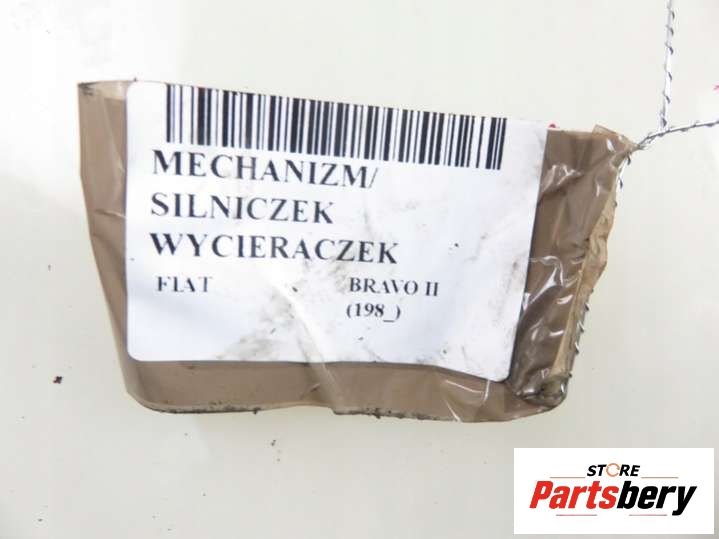 MECHANIZM/
SILNICZEK
WYCIERACZEK
FIAT BRAVO II
(198_)
STORE
Partsbery